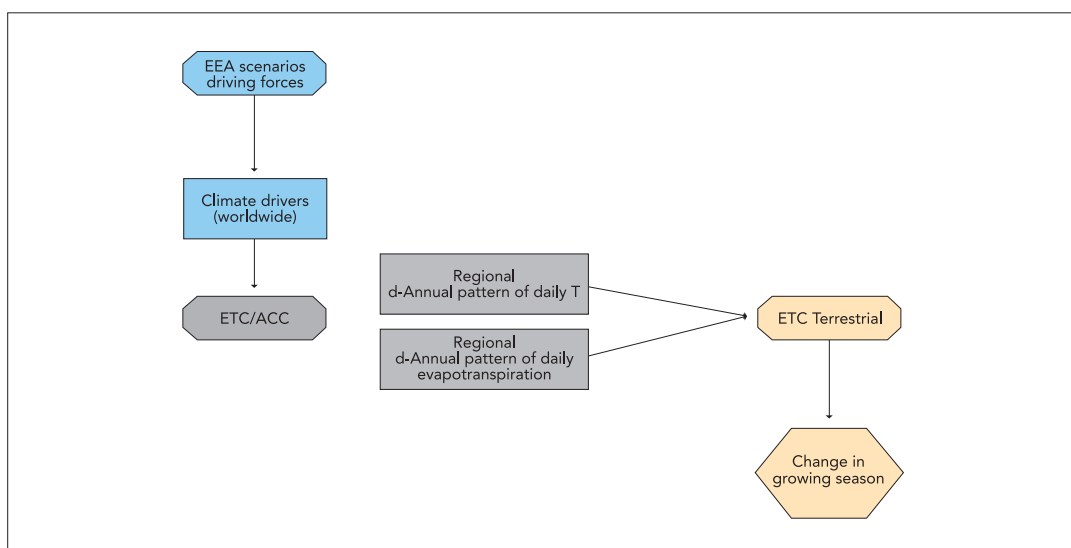 EEA scenarios
driving forces
Climate drivers
(worldwide)
ETC/ACC
Regional
d-Annual pattern of daily T
Regional
d-Annual pattern of daily
evapotranspiration
ETC Terrestrial
Change in
growing season